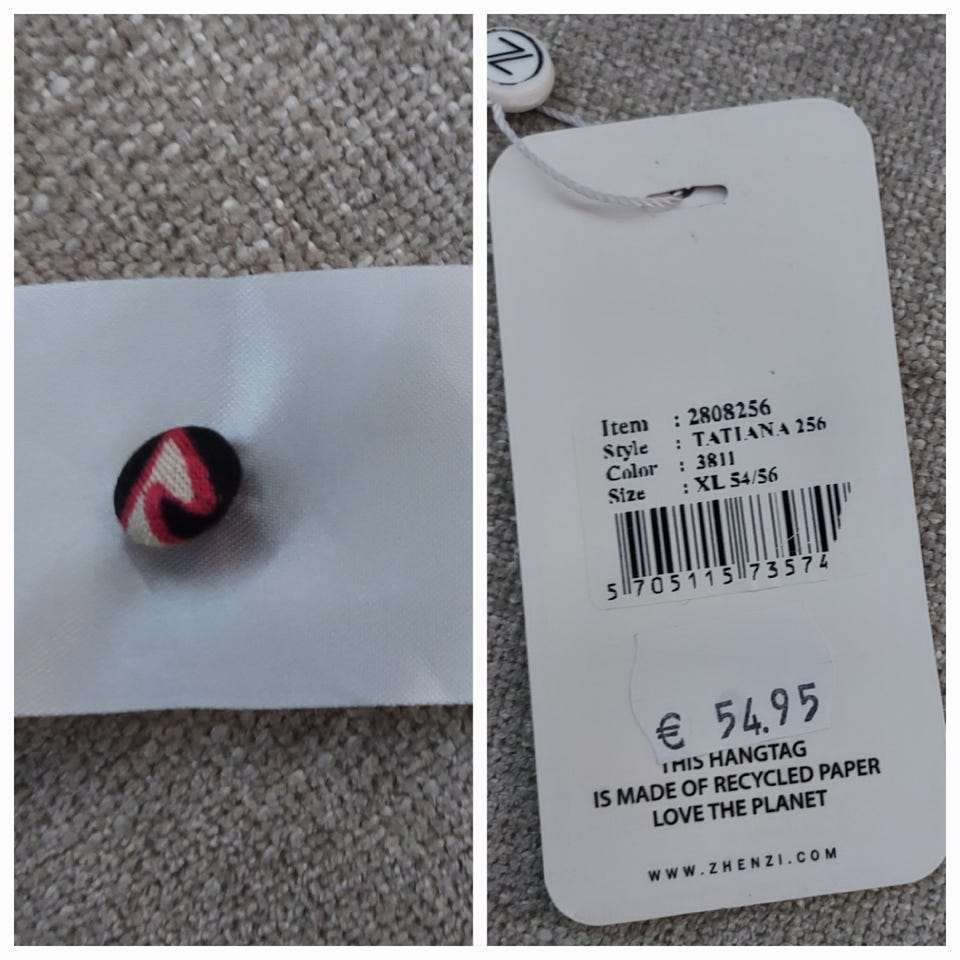 Item : 2808256
Style : TATIANA 256
Color : 3811
Size : XL 54/56
5 705115 73574
€ 54.95
THIS HANGTAG
IS MADE OF RECYCLED PAPER
LOVE THE PLANET
WWW.ZHENZI.COM